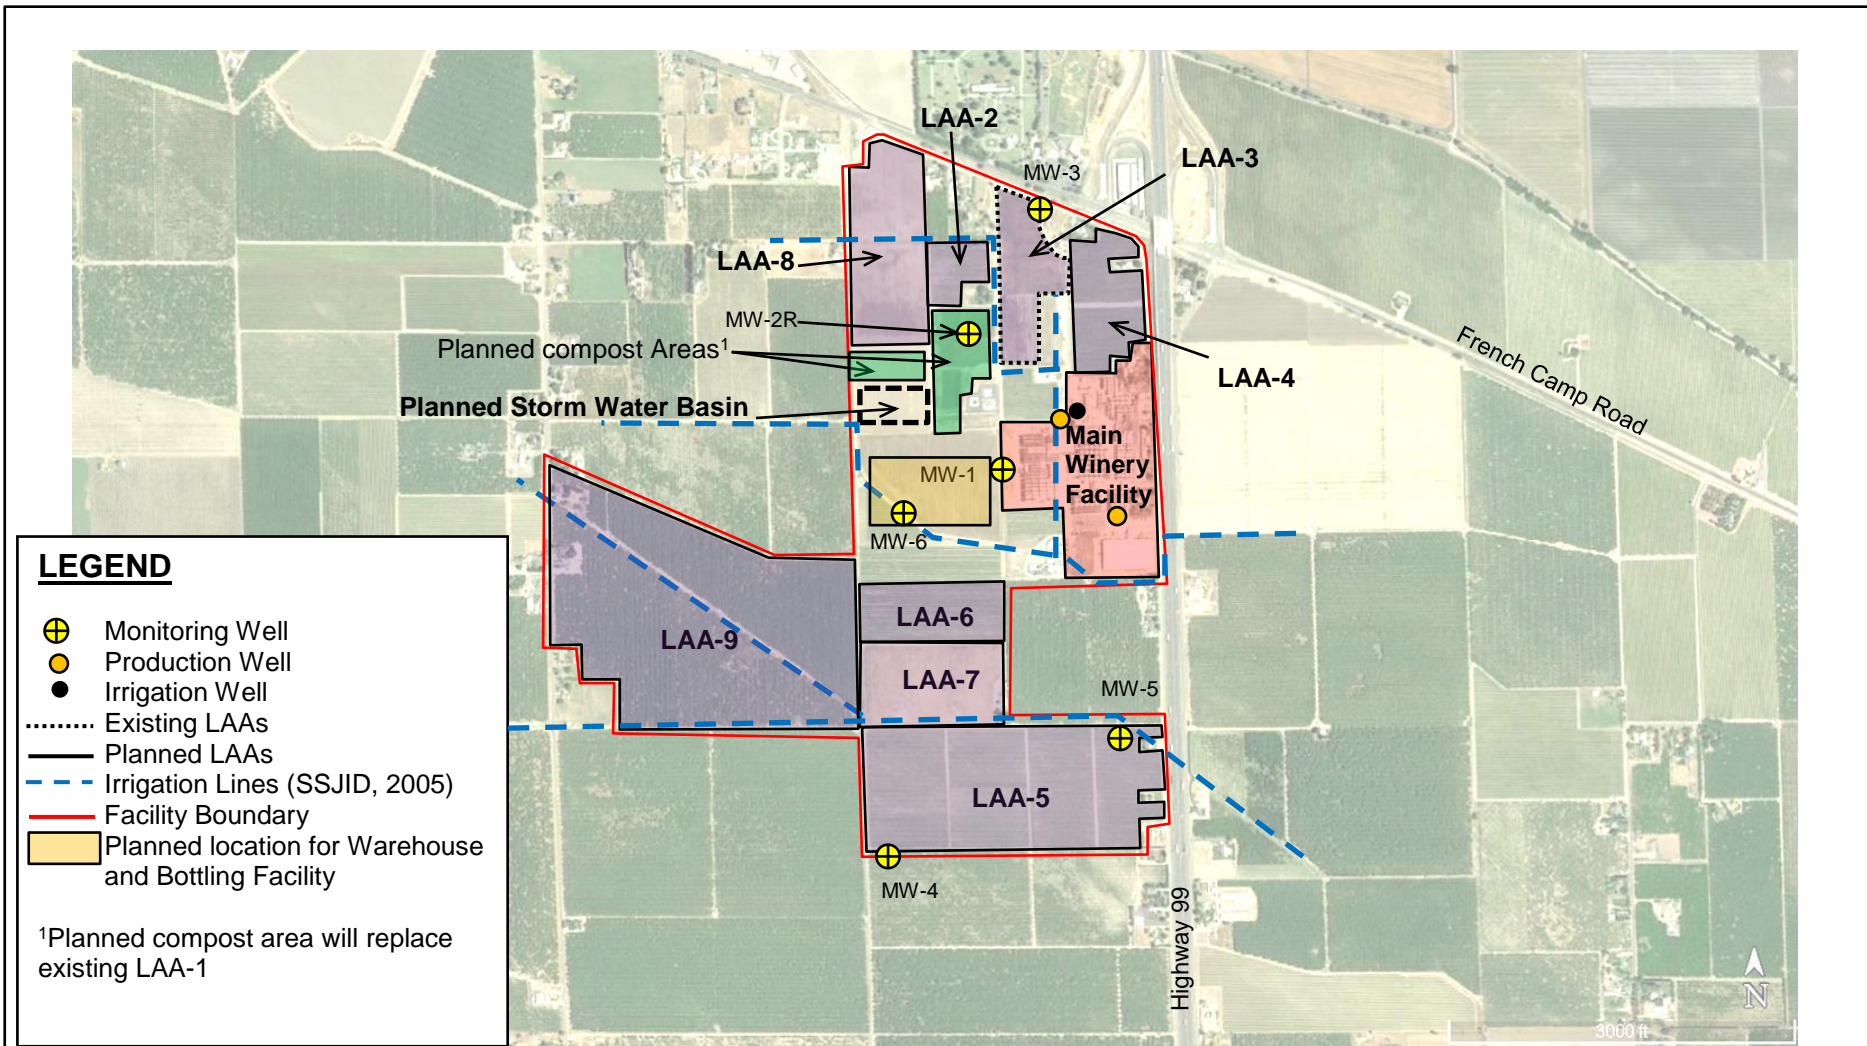 LAA-2
LAA-3
MW-3
LAA-8
MW-2R
Planned compost Areas¹
French Camp Road
LAA-4
Planned Storm Water Basin
Main
Winery
Facility
MW-1
MW-6
LAA-6
LAA-9
LAA-7
MW-5
LAA-5
MW-4
Highway 99
LEGEND
Monitoring Well
Production Well
Irrigation Well
Existing LAAs
Planned LAAs
Irrigation Lines (SSJID, 2005)
Facility Boundary
Planned location for Warehouse
and Bottling Facility
¹Planned compost area will replace
existing LAA-1
N
3000 ft